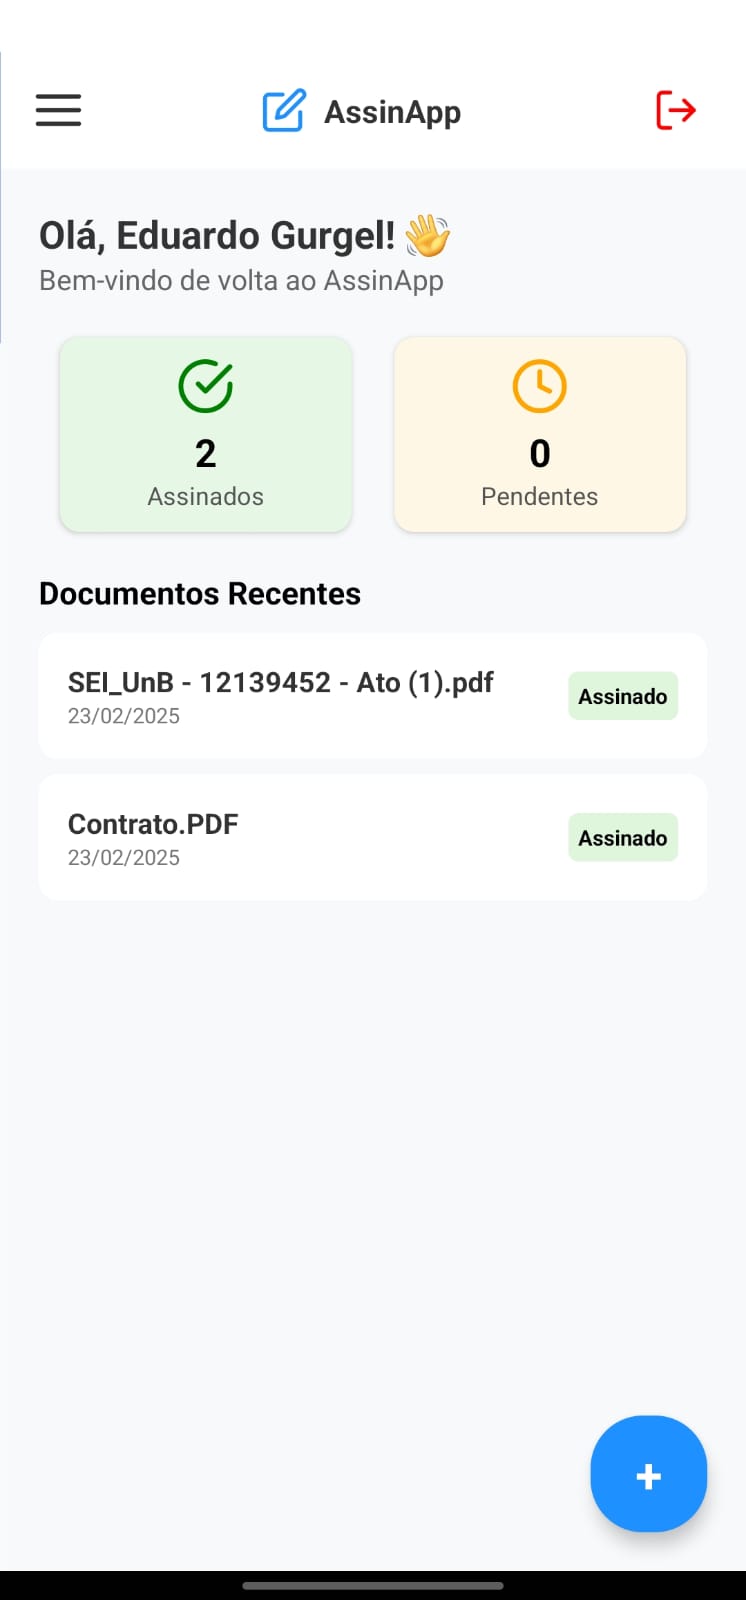 AssinApp
Olá, Eduardo Gurgel! 👋
Bem-vindo de volta ao AssinApp
2
Assinados
0
Pendentes
Documentos Recentes
SEI_UnB - 12139452 - Ato (1).pdf
23/02/2025
Assinado
Contrato.PDF
23/02/2025
Assinado
+